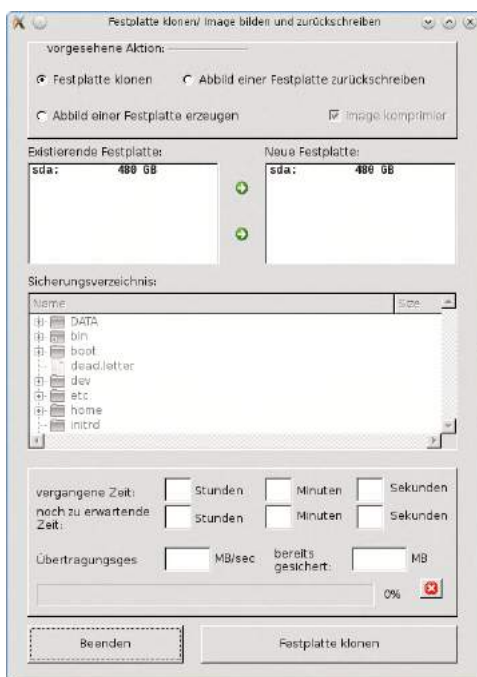 Festplatte klonen/ Image bilden und zurückschreiben
vorgesehene Aktion:
Festplatte klonen
Abbild einer Festplatte zurückschreiben
Abbild einer Festplatte erzeugen
Image komprimier
Existierende Festplatte:
Neue Festplatte:
sda: 480 GB
sda: 480 GB
Sicherungsverzeichnis:
Name Size
DATA
bin
boot
dead.letter
dev
etc
home
initrd
vergangene Zeit: Stunden Minuten Sekunden
noch zu erwartende Zeit: Stunden Minuten Sekunden
Übertragungsges MB/sec bereits gesichert: MB
0%
Beenden
Festplatte klonen